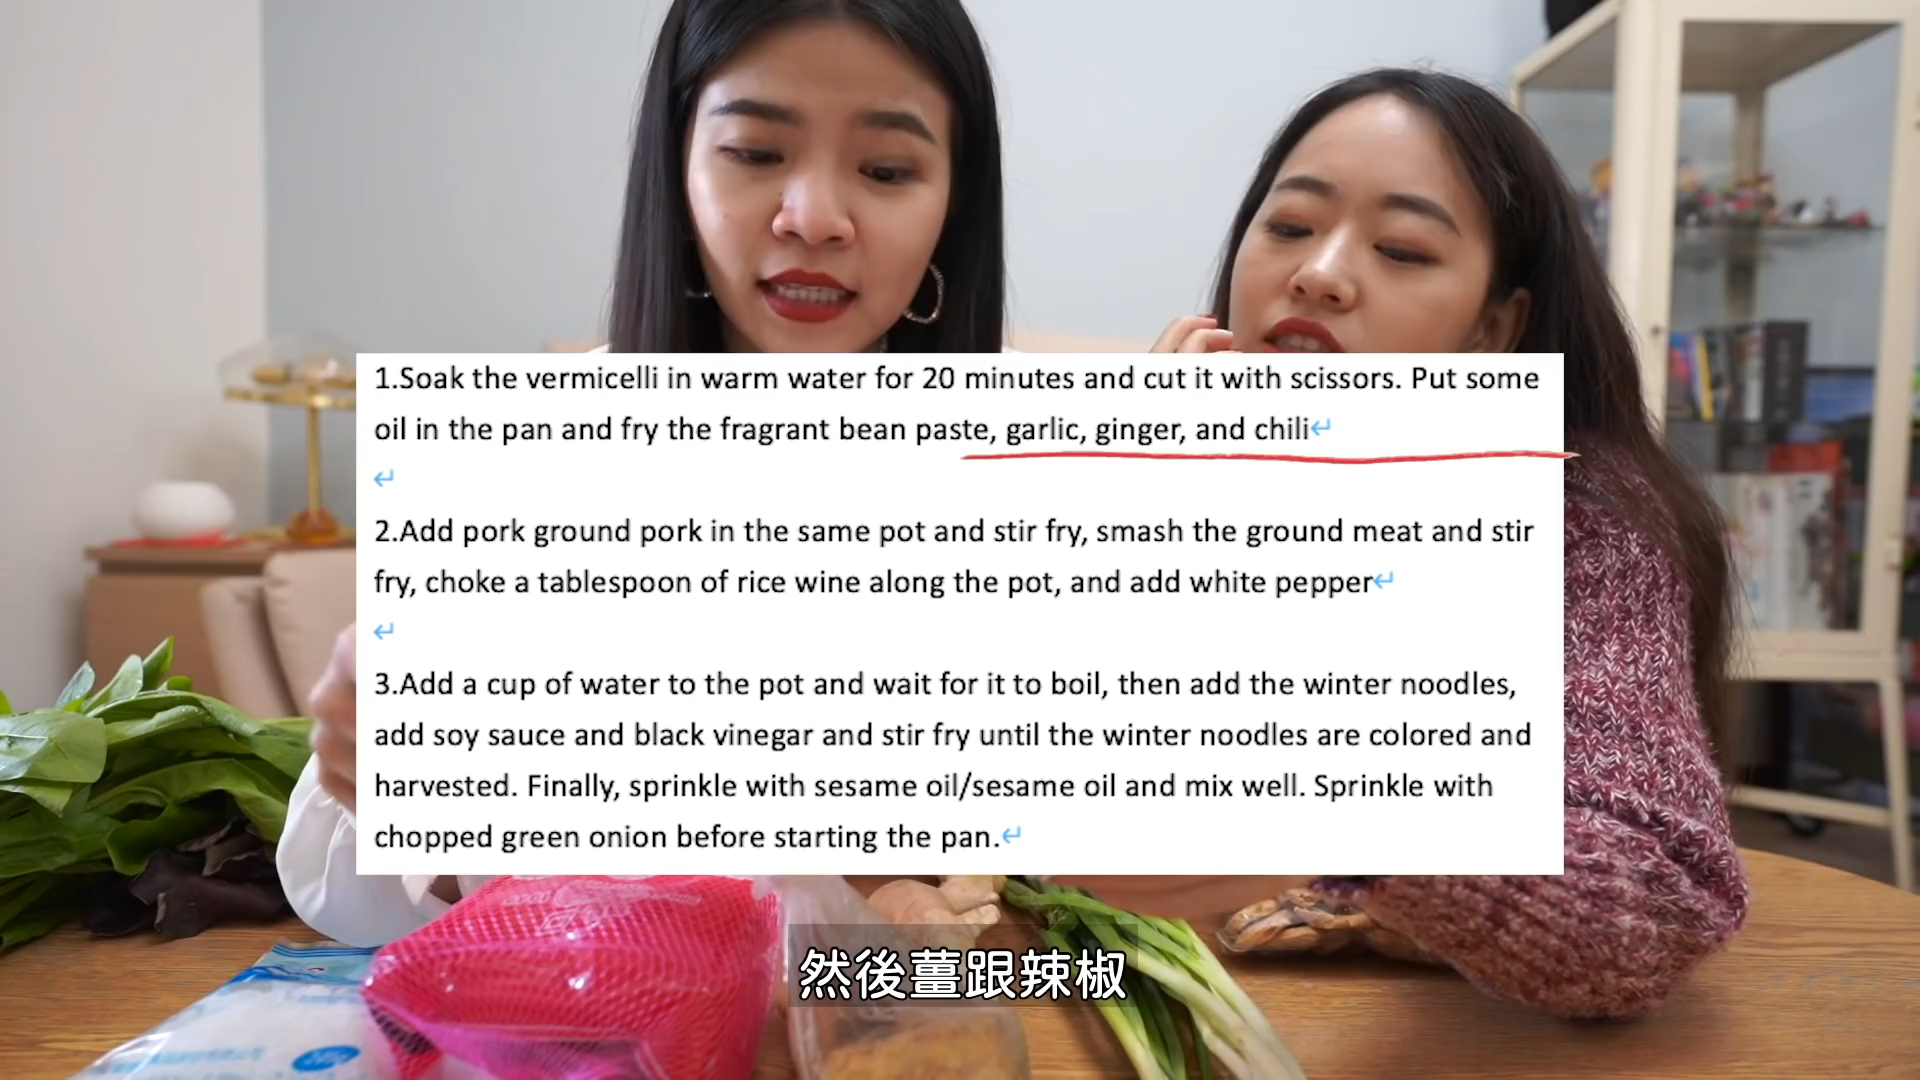 1.Soak the vermicelli in warm water for 20 minutes and cut it with scissors. Put some
oil in the pan and fry the fragrant bean paste, garlic, ginger, and chili↵
↵
2.Add pork ground pork in the same pot and stir fry, smash the ground meat and stir
fry, choke a tablespoon of rice wine along the pot, and add white pepper↵
↵
3.Add a cup of water to the pot and wait for it to boil, then add the winter noodles,
add soy sauce and black vinegar and stir fry until the winter noodles are colored and
harvested. Finally, sprinkle with sesame oil/sesame oil and mix well. Sprinkle with
chopped green onion before starting the pan.↵
然後薑跟辣椒